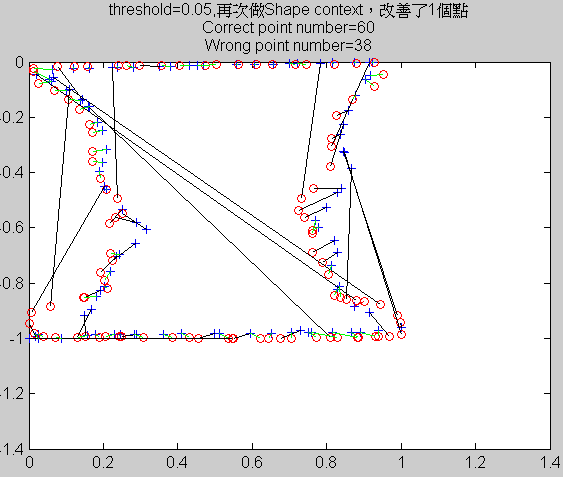 threshold=0.05,再次做Shape context，改善了1個點
Correct point number=60
Wrong point number=38
0
-0.2
-0.4
-0.6
-0.8
-1
-1.2
-1.4
0 0.2 0.4 0.6 0.8 1 1.2 1.4